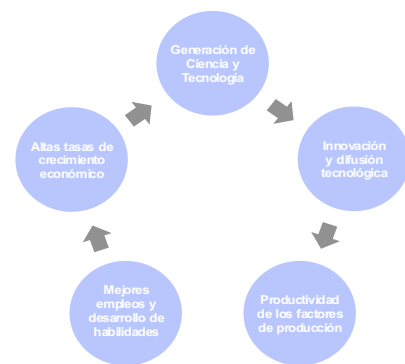 Generación de
Ciencia y
Tecnología
Innovación
y difusión
tecnológica
Productividad
de los factores
de producción
Mejores
empleos y
desarrollo de
habilidades
Altas tasas de
crecimiento
económico